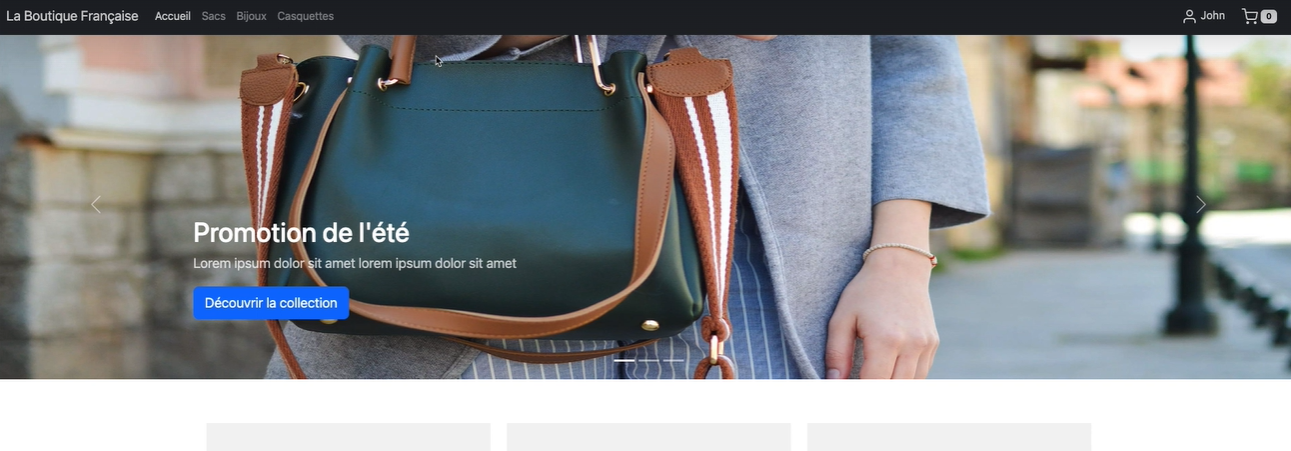 La Boutique Française Accueil Sacs Bijoux Casquettes John 0
Promotion de l'été
Lorem ipsum dolor sit amet lorem ipsum dolor sit amet
Découvrir la collection